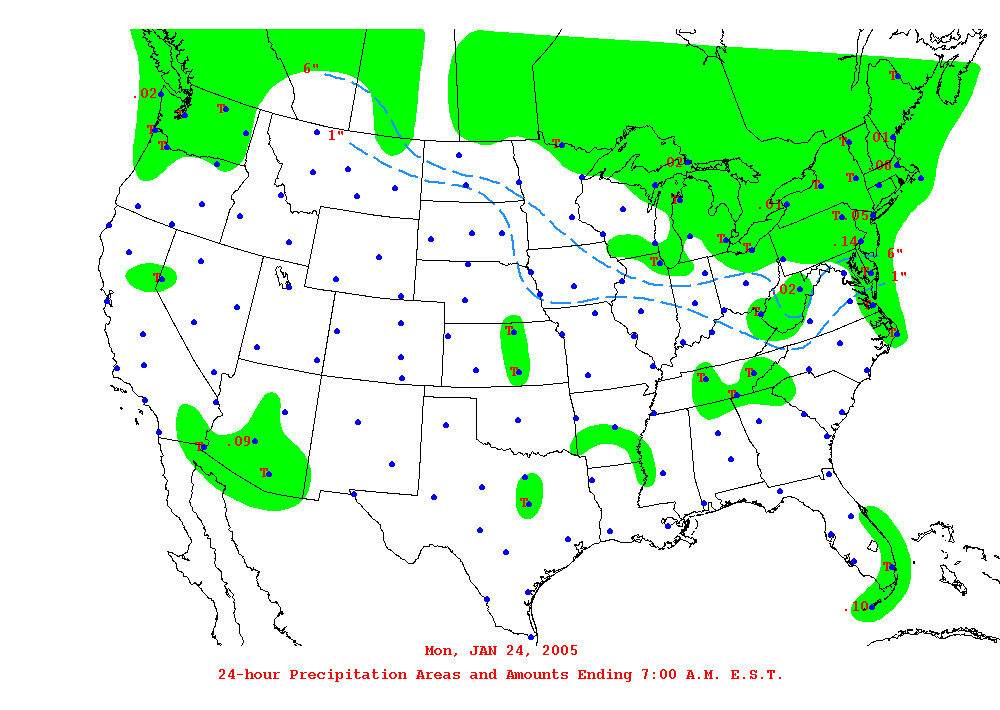 6"
.02
T
T
1"
T
T
T
T
.01
T
.02
.08
T
T
T
.01
T
.05
T
T
.14
6"
T
T
1"
.02
T
T
T
T
T
T
T
T
.09
T
T
T
T
.10
Mon, JAN 24, 2005
24-hour Precipitation Areas and Amounts Ending 7:00 A.M. E.S.T.